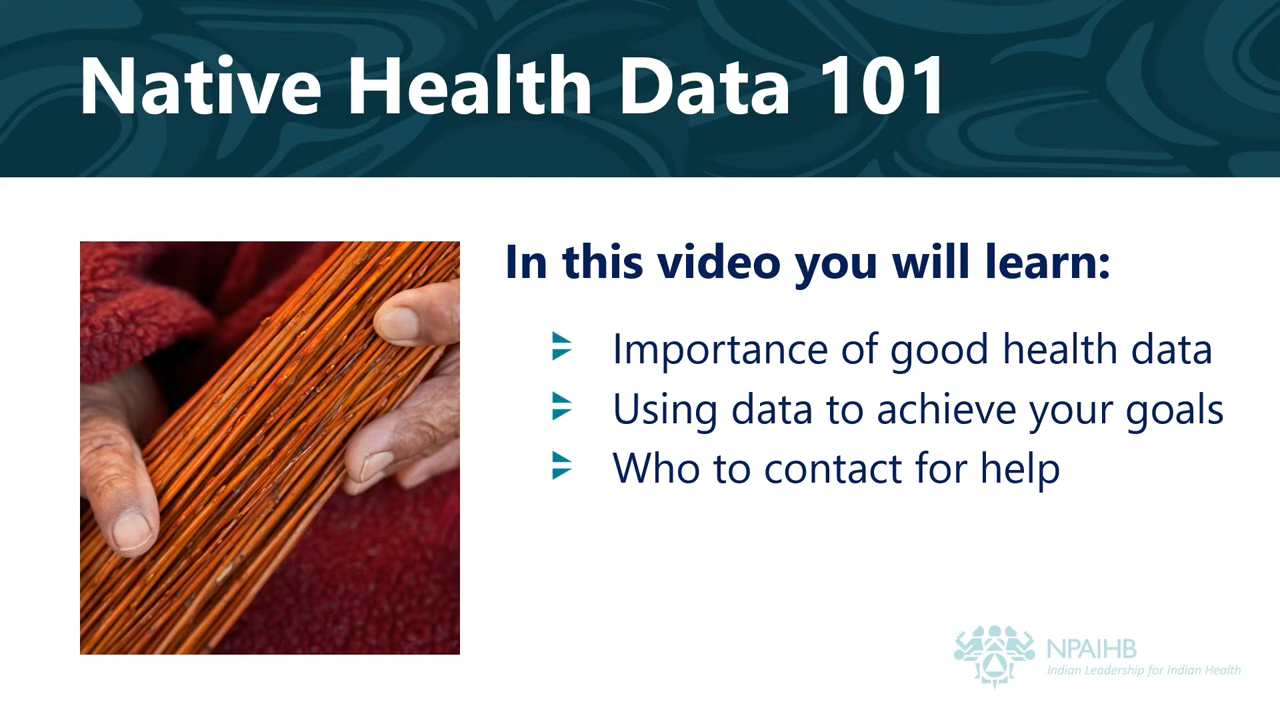 Native Health Data 101
In this video you will learn:
Importance of good health data
Using data to achieve your goals
Who to contact for help
NPAIHB
Indian Leadership for Indian Health